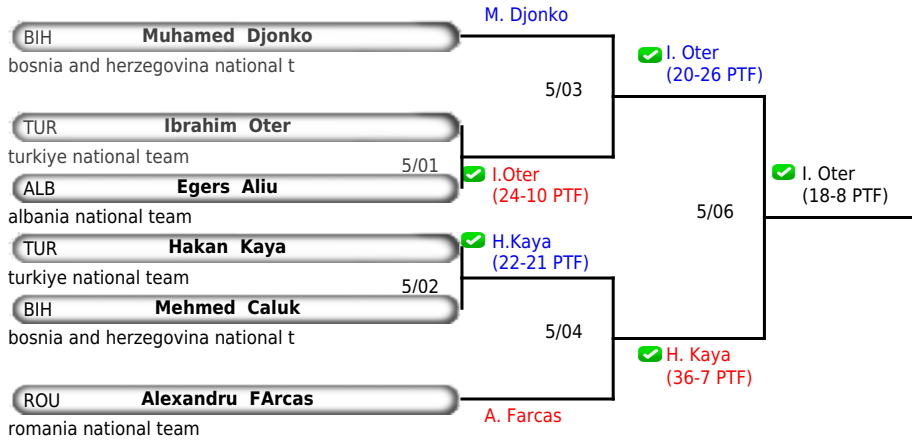 M. Djonko
BIH Muhamed Djonko
bosnia and herzegovina national t
I. Oter
(20-26 PTF)
5/03
TUR Ibrahim Oter
turkiye national team
5/01
I.Oter
(24-10 PTF)
ALB Egers Aliu
albania national team
I. Oter
(18-8 PTF)
5/06
TUR Hakan Kaya
turkiye national team
H.Kaya
(22-21 PTF)
5/02
BIH Mehmed Caluk
bosnia and herzegovina national t
5/04
H. Kaya
(36-7 PTF)
ROU Alexandru FArcas
romania national team
A. Farcas